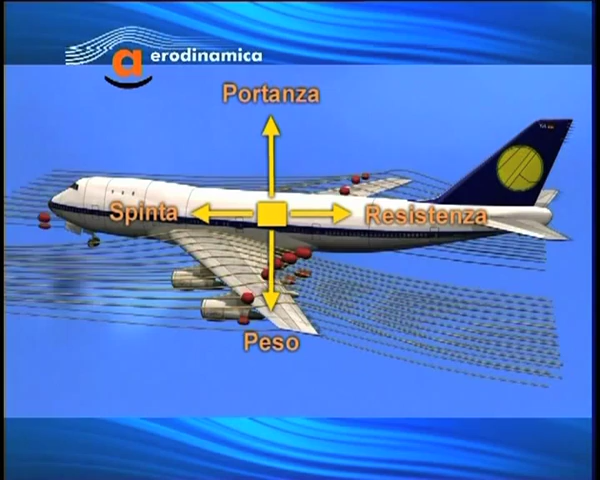 aerodinamica
Portanza
Spinta
Resistenza
Peso